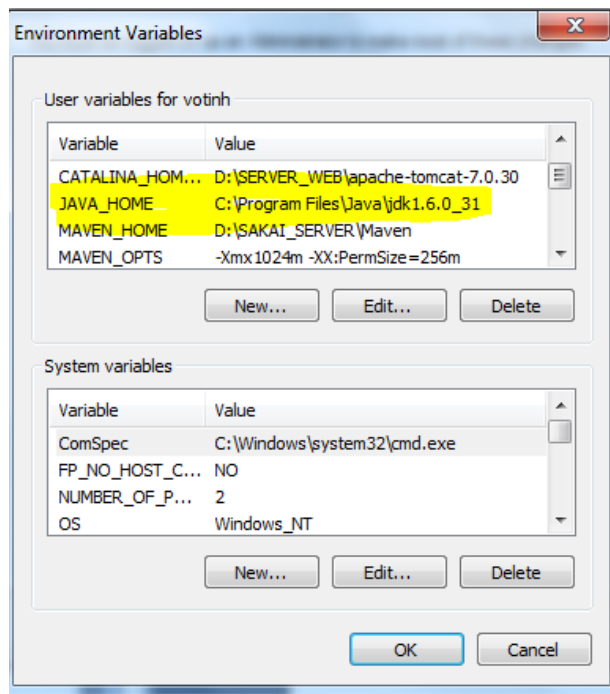 Environment Variables
User variables for votinh
Variable Value
CATALINA_HOM... D:\SERVER_WEB\apache-tomcat-7.0.30
JAVA_HOME C:\Program Files\Java\jdk1.6.0_31
MAVEN_HOME D:\SAKAI_SERVER\Maven
MAVEN_OPTS -Xmx1024m -XX:PermSize=256m
New... Edit... Delete
System variables
Variable Value
ComSpec C:\Windows\system32\cmd.exe
FP_NO_HOST_C... NO
NUMBER_OF_P... 2
OS Windows_NT
New... Edit... Delete
OK Cancel